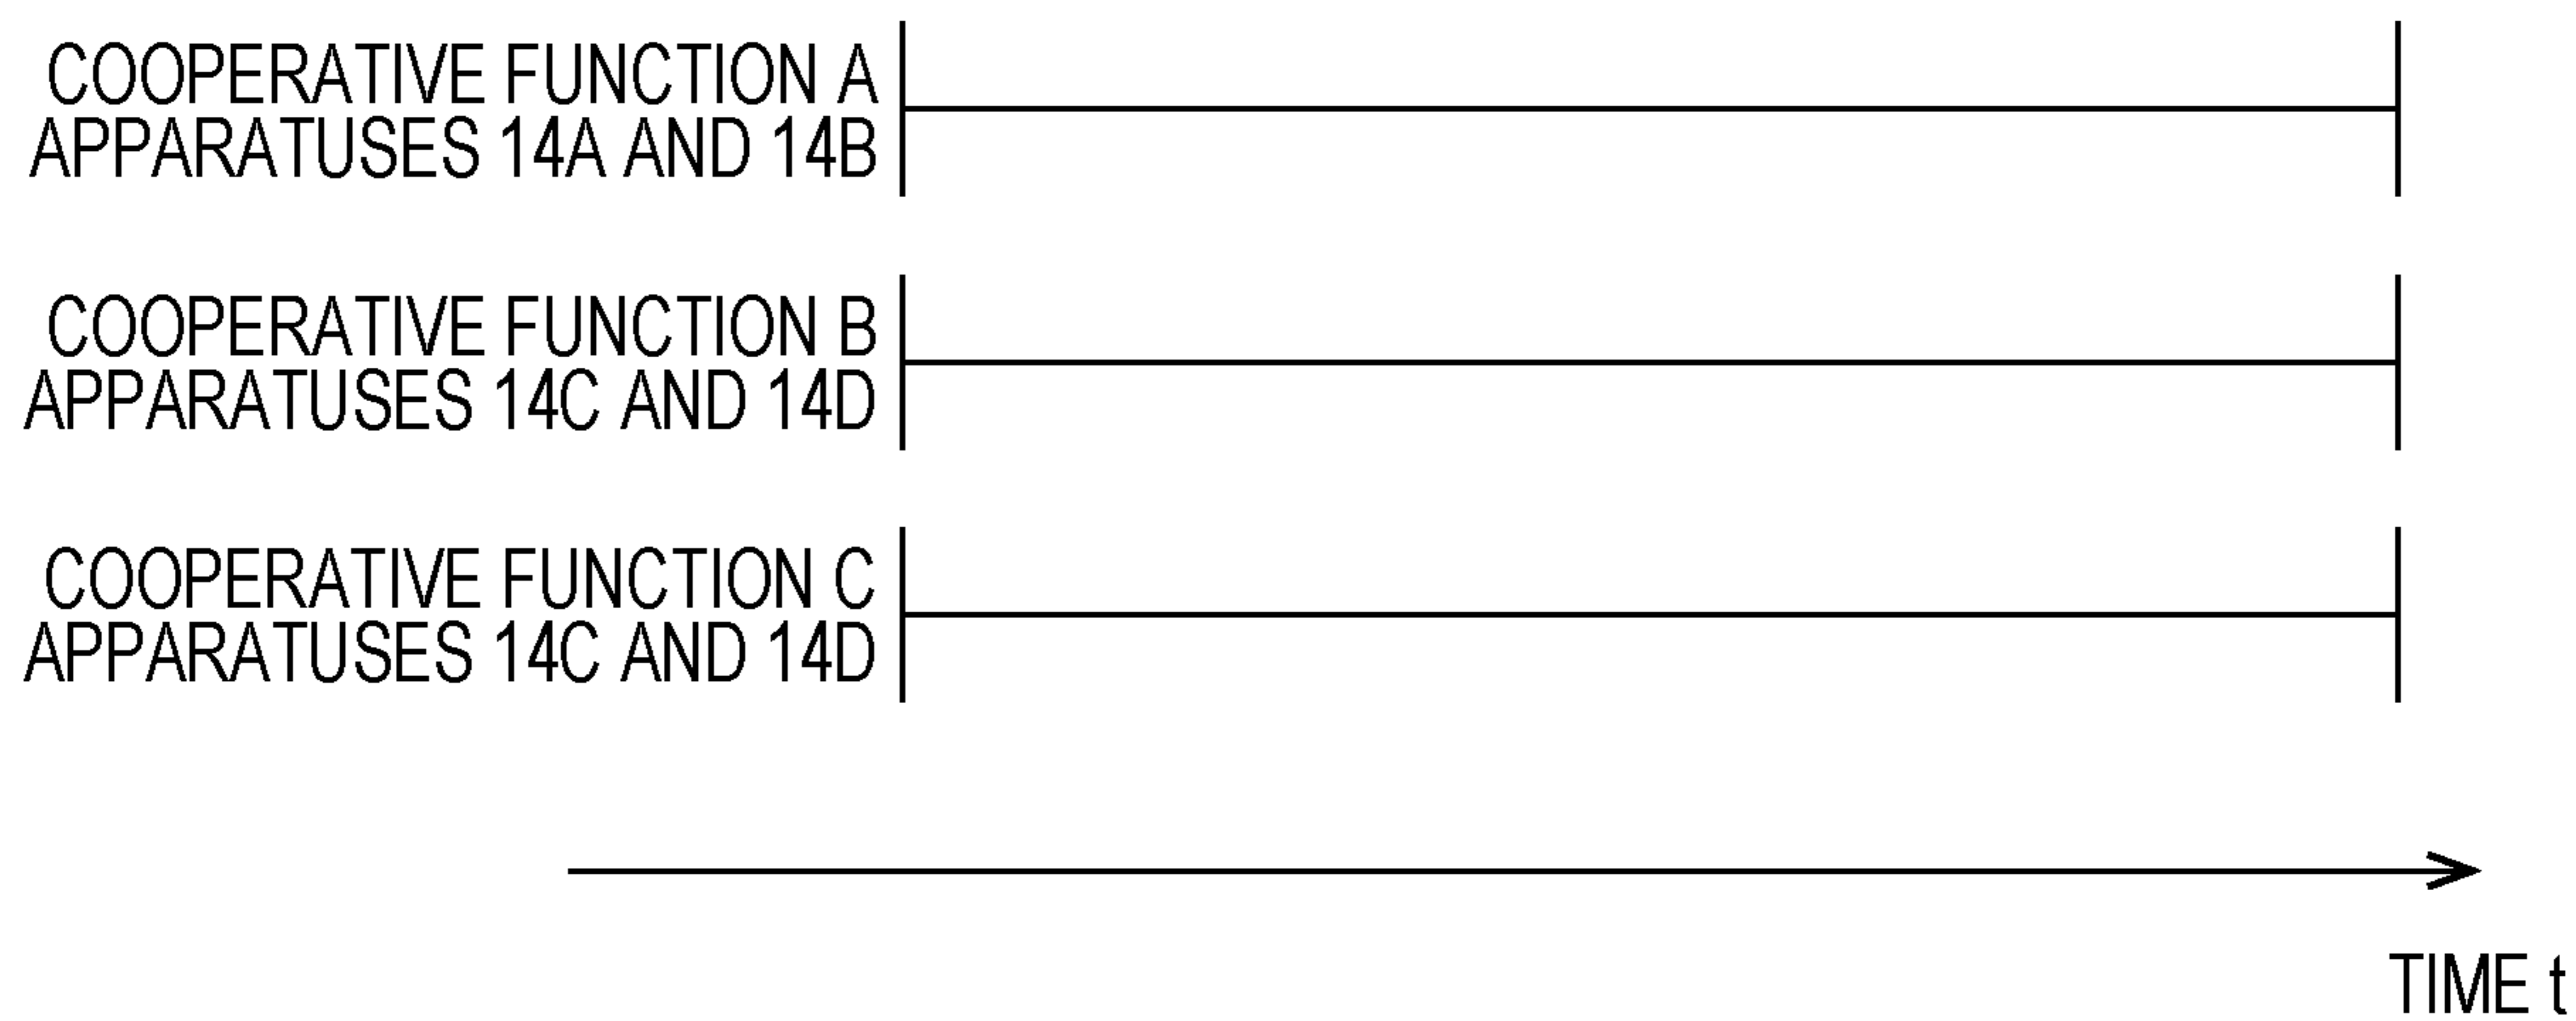 COOPERATIVE FUNCTION A
APPARATUSES 14A AND 14B
COOPERATIVE FUNCTION B
APPARATUSES 14C AND 14D
COOPERATIVE FUNCTION C
APPARATUSES 14C AND 14D
TIME t